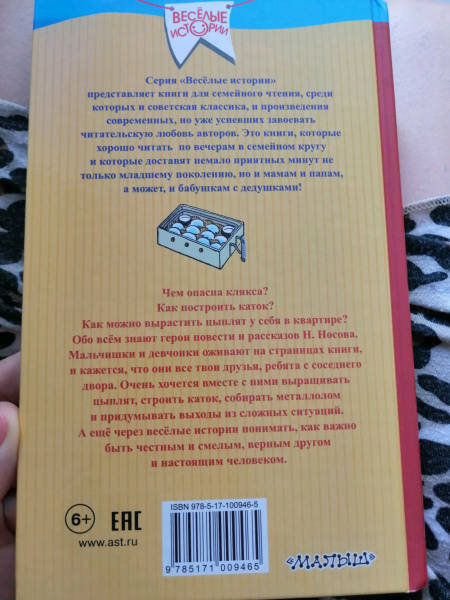 ВЕСЁЛЫЕ
ИСТОРИИ
Серия «Весёлые истории»
представляет книги для семейного чтения, среди
которых и советская классика, и произведения
современных, но уже успевших завоевать
читательскую любовь авторов. Это книги, которые
хорошо читать по вечерам в семейном кругу
и которые доставят немало приятных минут не
только младшему поколению, но и мамам и папам,
а может, и бабушкам с дедушками!
Чем опасна клякса?
Как построить каток?
Как можно вырастить цыплят у себя в квартире?
Обо всём знают герои повести и рассказов Н. Носова.
Мальчишки и девчонки оживают на страницах книги,
и кажется, что они все твои друзья, ребята с соседнего
двора. Очень хочется вместе с ними выращивать
цыплят, строить каток, собирать металлолом
и придумывать выходы из сложных ситуаций.
А ещё через весёлые истории понимать, как важно
быть честным и смелым, верным другом
и настоящим человеком.
ISBN 978-5-17-100946-5
6+ ЕАС
www.ast.ru
9 785171 009465
МАЛЫШ